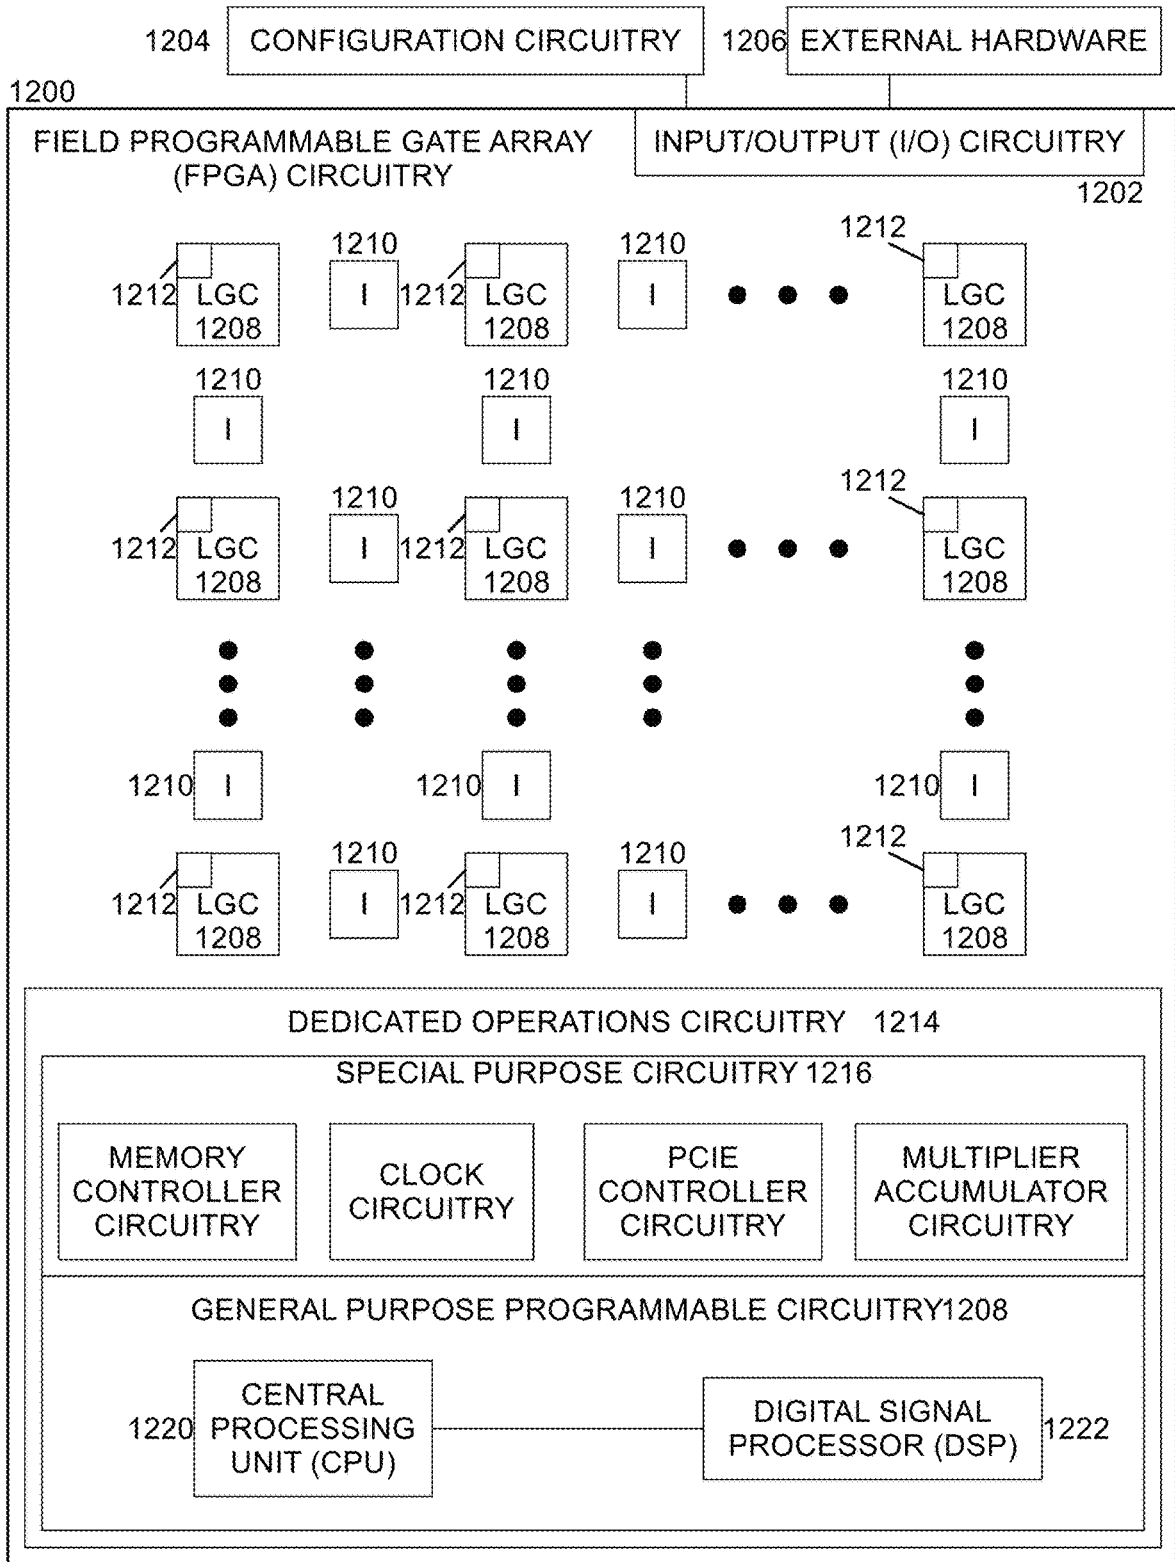 1204
CONFIGURATION CIRCUITRY
1206
EXTERNAL HARDWARE
1200
FIELD PROGRAMMABLE GATE ARRAY
(FPGA) CIRCUITRY
INPUT/OUTPUT (I/O) CIRCUITRY
1202
1210
1210
1212
1212
LGC
1208
I
1212
LGC
1208
I
LGC
1208
1210
1210
1210
I
I
I
1210
1210
1212
1212
LGC
1208
I
1212
LGC
1208
I
LGC
1208
1210
I
1210
I
1210
I
1210
1210
1212
1212
LGC
1208
I
1212
LGC
1208
I
LGC
1208
DEDICATED OPERATIONS CIRCUITRY 1214
SPECIAL PURPOSE CIRCUITRY 1216
MEMORY
CONTROLLER
CIRCUITRY
CLOCK
CIRCUITRY
PCIE
CONTROLLER
CIRCUITRY
MULTIPLIER
ACCUMULATOR
CIRCUITRY
GENERAL PURPOSE PROGRAMMABLE CIRCUITRY1208
1220
CENTRAL
PROCESSING
UNIT (CPU)
DIGITAL SIGNAL
PROCESSOR (DSP)
1222